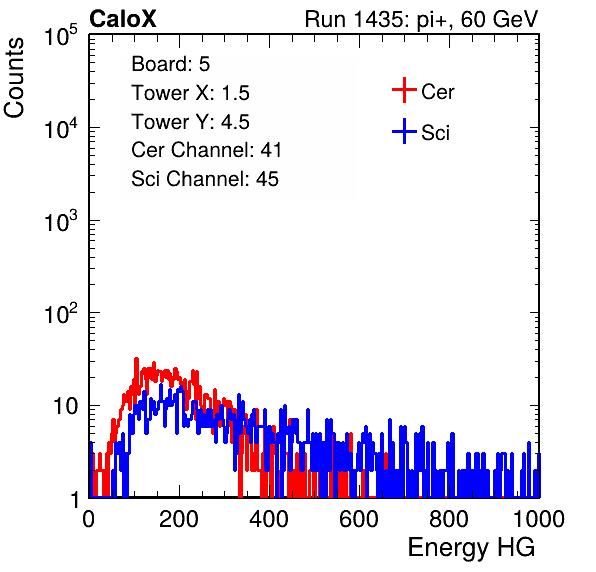 CaloX Run 1435: pi+, 60 GeV
Counts
Board: 5
Tower X: 1.5
Tower Y: 4.5
Cer Channel: 41
Sci Channel: 45
Cer
Sci
10^5
10^4
10^3
10^2
10
1
0 200 400 600 800 1000
Energy HG